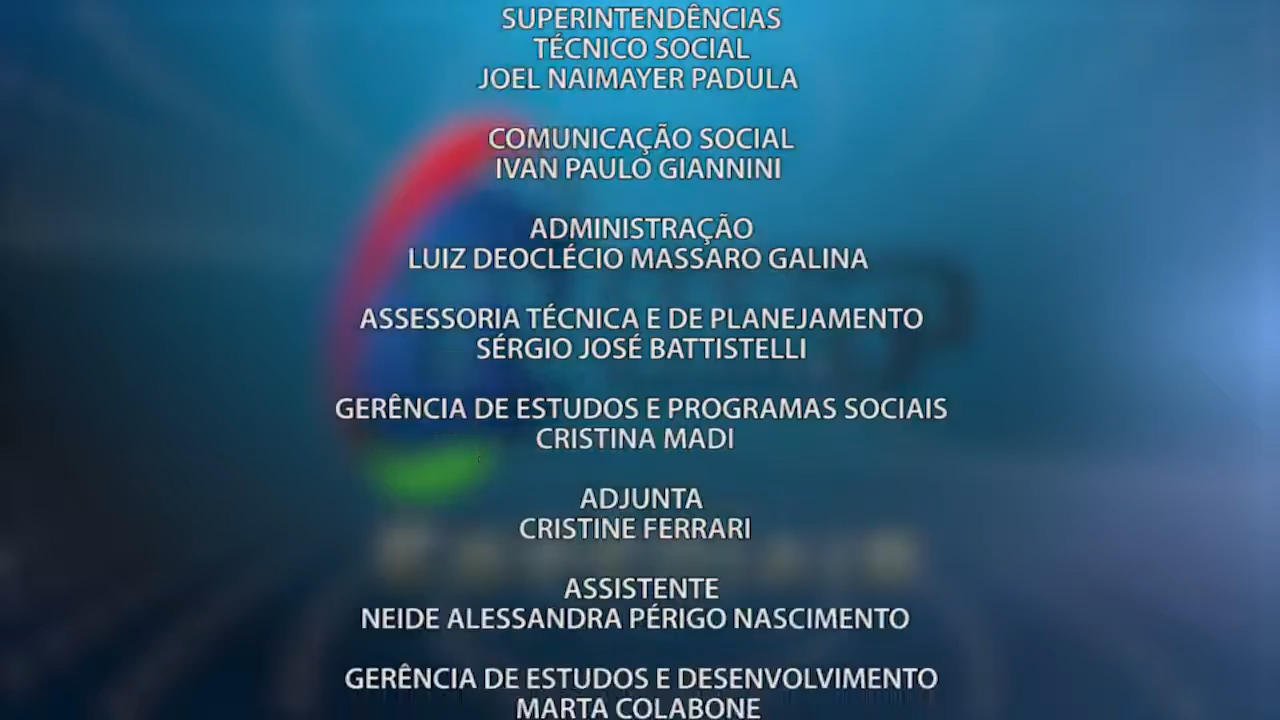 SUPERINTENDÊNCIAS
TÉCNICO SOCIAL
JOEL NAIMAYER PADULA
COMUNICAÇÃO SOCIAL
IVAN PAULO GIANNINI
ADMINISTRAÇÃO
LUIZ DEOCLÉCIO MASSARO GALINA
ASSESSORIA TÉCNICA E DE PLANEJAMENTO
SÉRGIO JOSÉ BATTISTELLI
GERÊNCIA DE ESTUDOS E PROGRAMAS SOCIAIS
CRISTINA MADI
ADJUNTA
CRISTINE FERRARI
ASSISTENTE
NEIDE ALESSANDRA PÉRIGO NASCIMENTO
GERÊNCIA DE ESTUDOS E DESENVOLVIMENTO
MARTA COLABONE